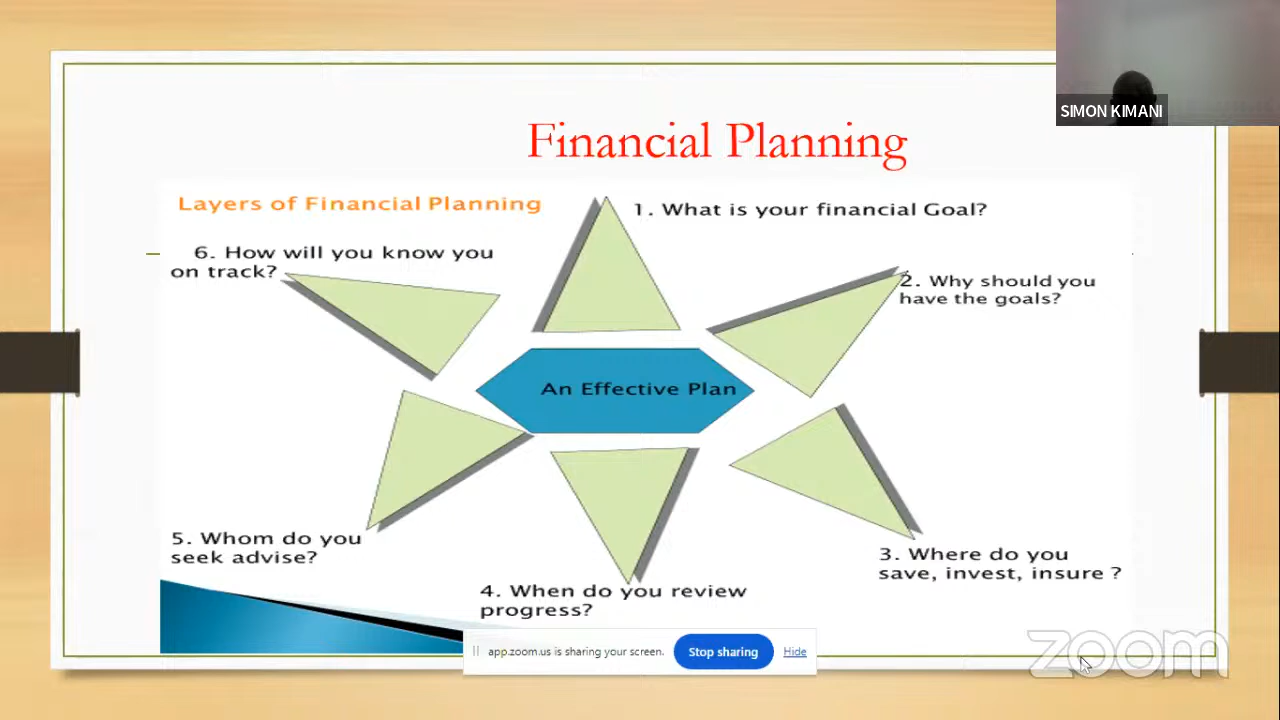 SIMON KIMANI
Financial Planning
Layers of Financial Planning
1. What is your financial Goal?
6. How will you know you
on track?
2. Why should you
have the goals?
An Effective Plan
5. Whom do you
seek advise?
3. Where do you
save, invest, insure ?
4. When do you review
progress?
app.zoom.us is sharing your screen.
Stop sharing
Hide
zoom